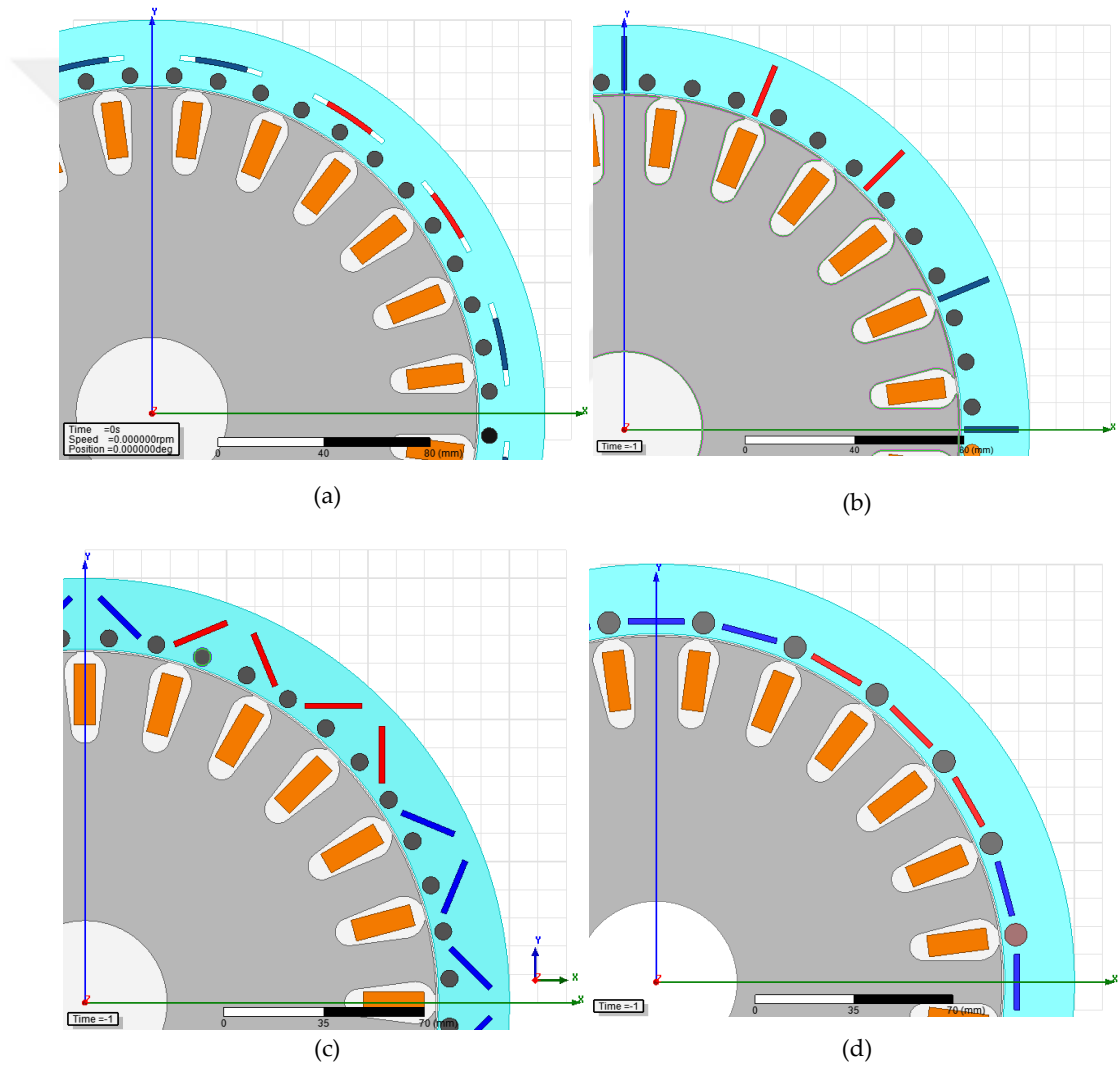 Y
X
Z
Time =0s
Speed =0.000000rpm
Position =0.000000deg
0 40 80 (mm)
(a)
Y
X
Z
Time =-1
0 40 80 (mm)
(b)
Y
X
Z
Y
X
Z
Time =-1
0 35 70 (mm)
(c)
Y
X
Z
Time =-1
0 35 70 (mm)
(d)